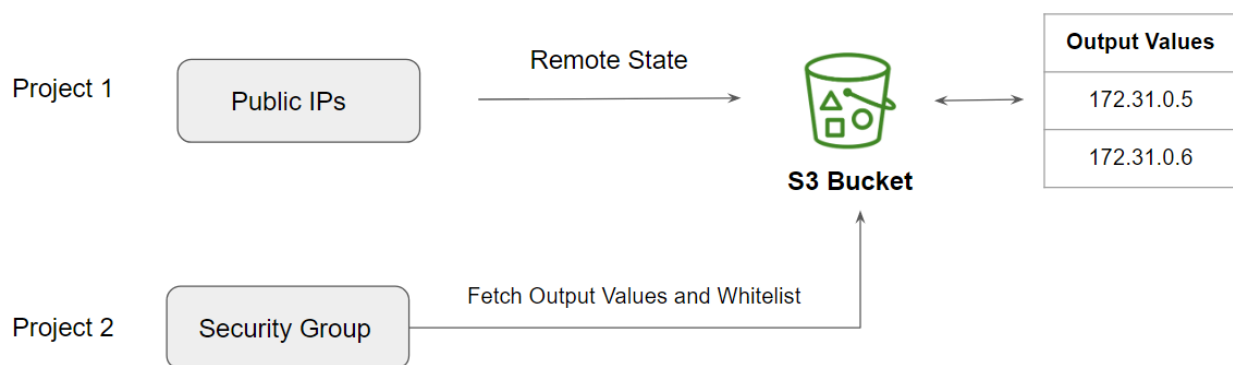 Project 1
Public IPs
Remote State
S3 Bucket
Output Values
172.31.0.5
172.31.0.6
Project 2
Security Group
Fetch Output Values and Whitelist